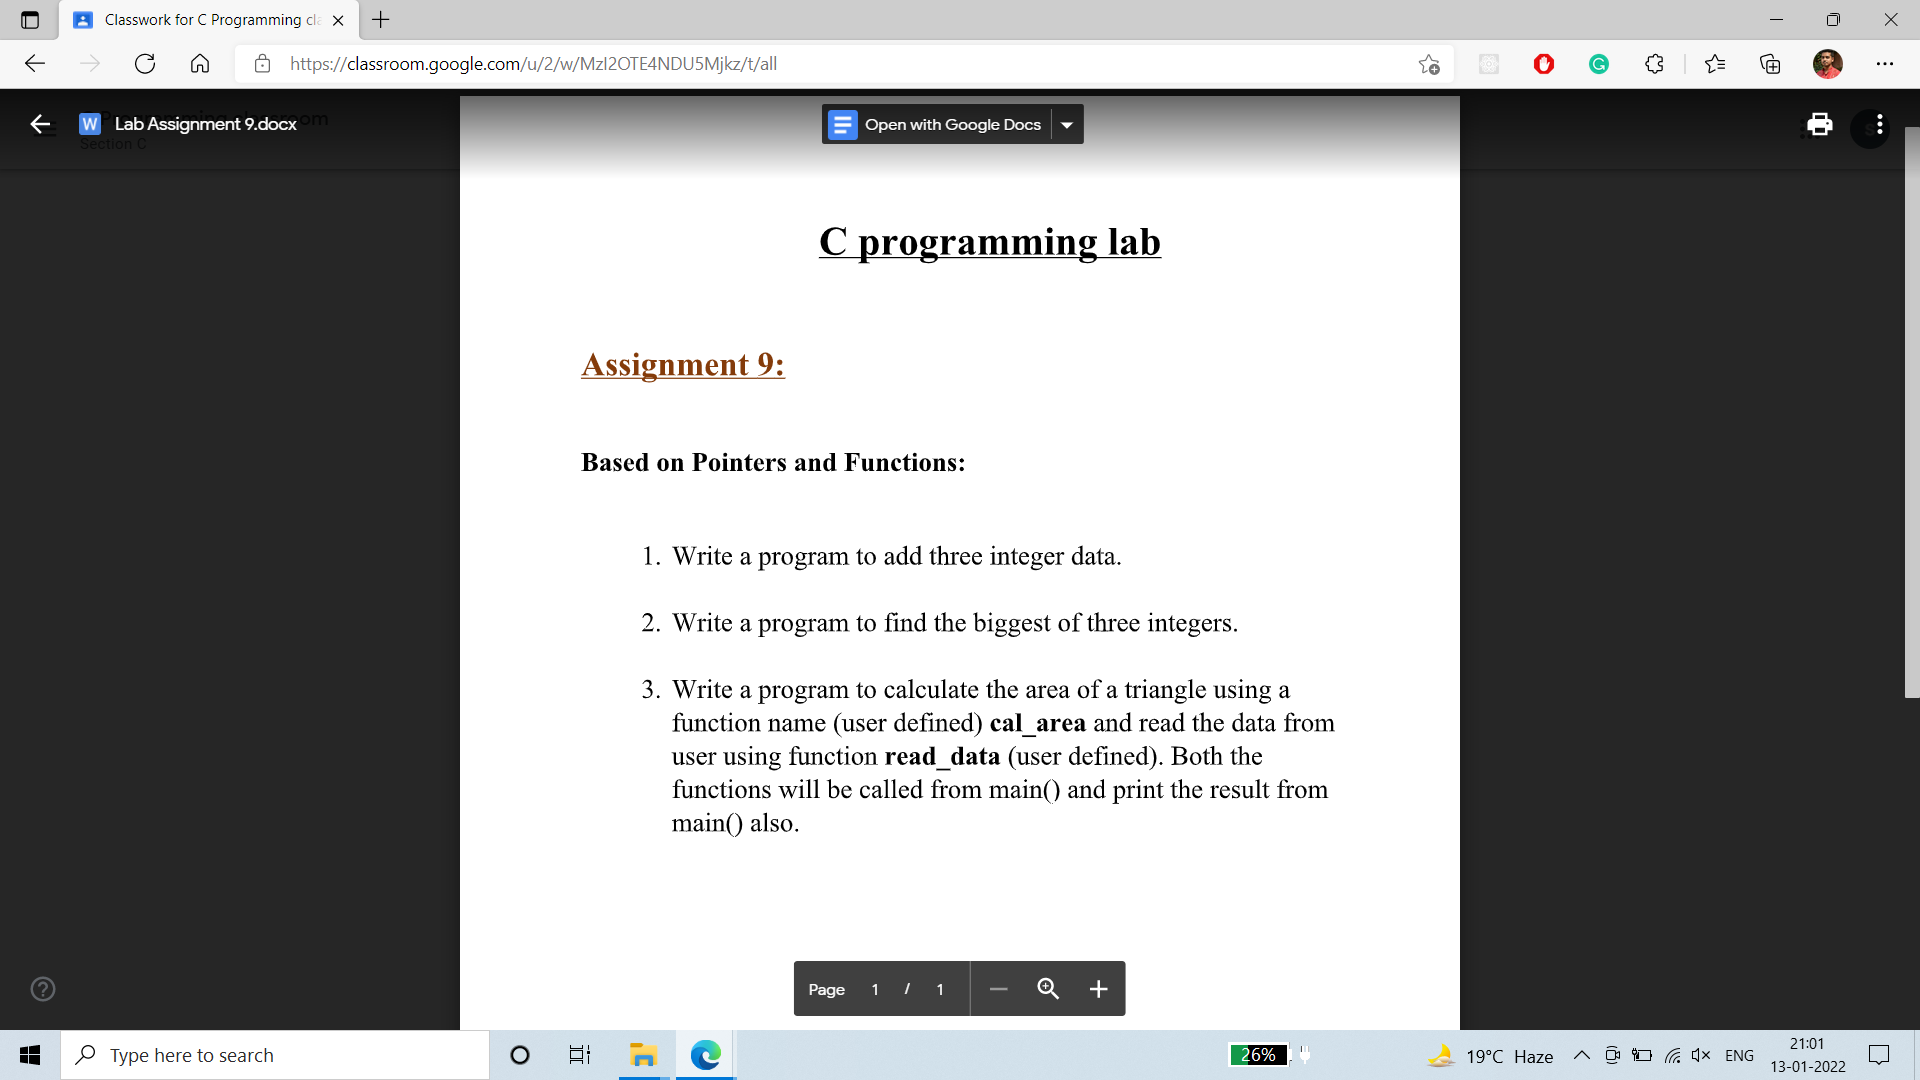 Classwork for C Programming cla
https://classroom.google.com/u/2/w/MzI2OTE4NDU5Mjkz/t/all
W Lab Assignment 9.docx
Section C
Open with Google Docs
C programming lab
Assignment 9:
Based on Pointers and Functions:
1. Write a program to add three integer data.
2. Write a program to find the biggest of three integers.
3. Write a program to calculate the area of a triangle using a
function name (user defined) cal_area and read the data from
user using function read_data (user defined). Both the
functions will be called from main() and print the result from
main() also.
Page 1 / 1
Type here to search
26%
19°C Haze
ENG
21:01
13-01-2022